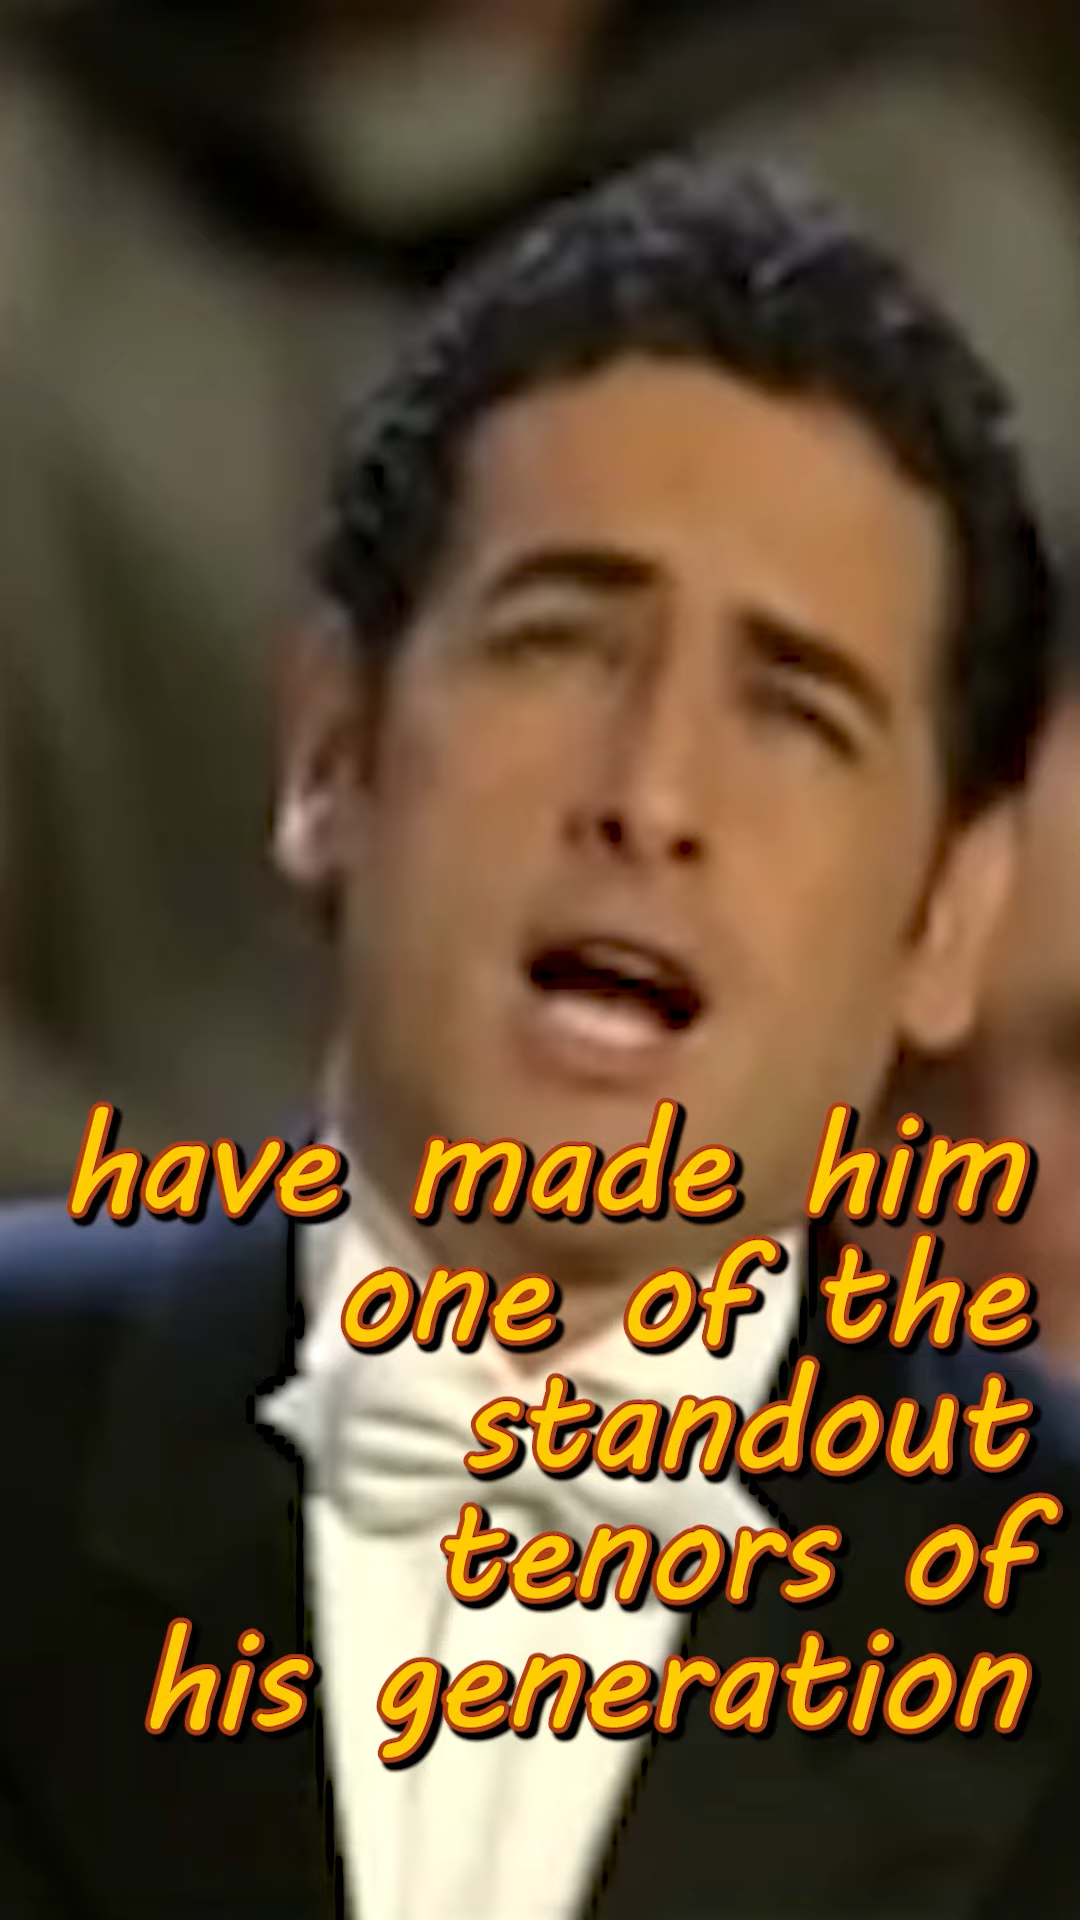 have made him
one of the
standout
tenors of
his generation